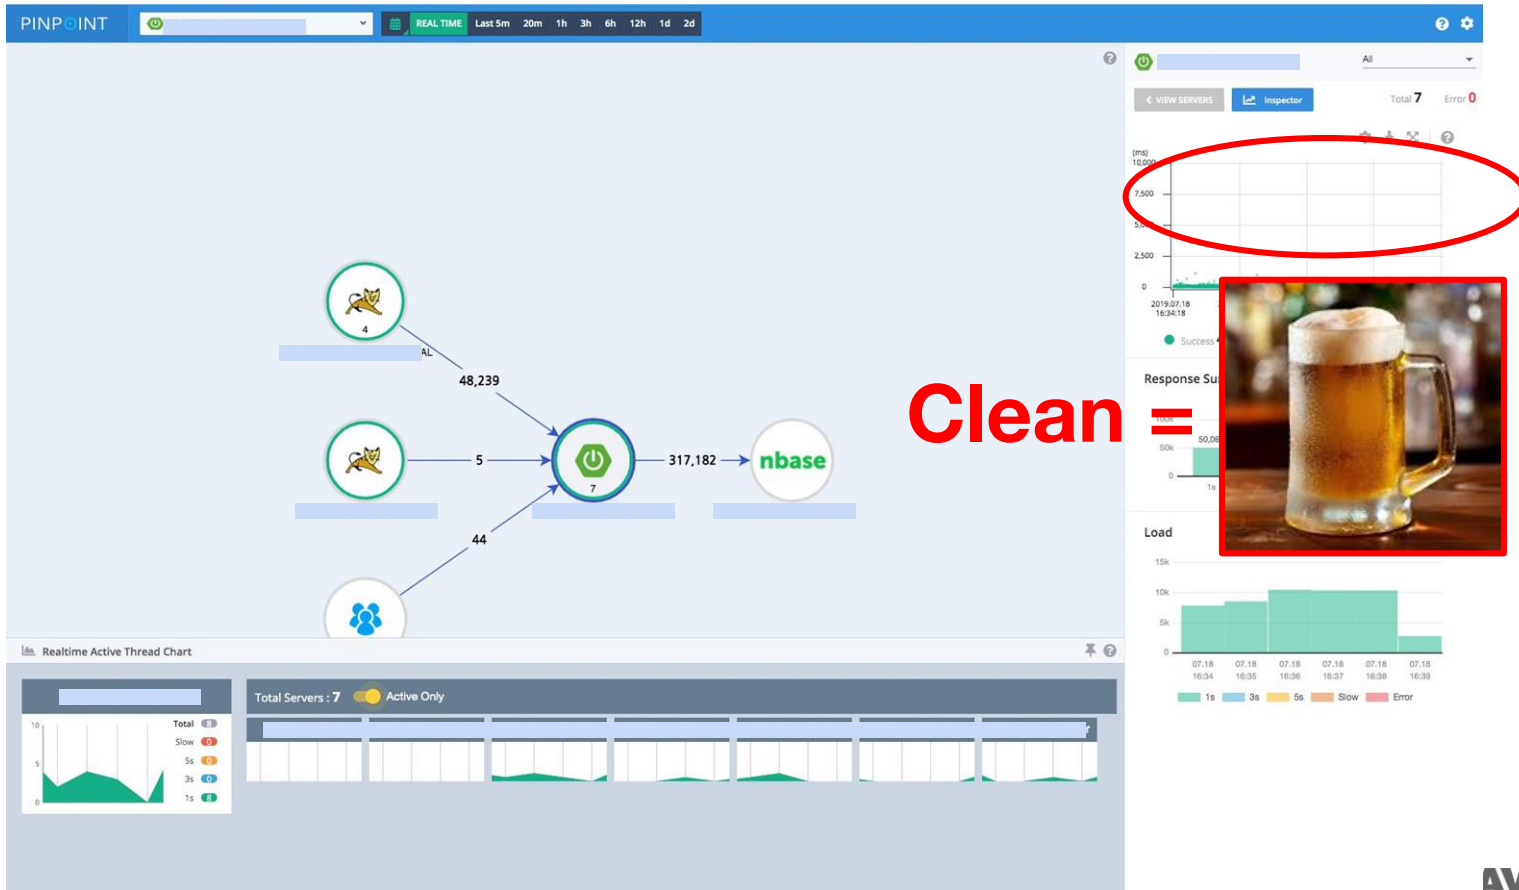 PINPOINT
REAL TIME Last 5m 20m 1h 3h 6h 12h 1d 2d
All
VIEW SERVERS Inspector Total 7 Error 0
(ms)
10,000
7,500
2,500
0
2019.07.18
16:34:18
Success
4
AL
48,239
5
7
317,182
nbase
44
Clean =
Response
50,06
50k
0
1s
Load
15k
10k
5k
0
07.18 07.18 07.18 07.18 07.18 07.18
16:34 16:35 16:36 16:37 16:38 16:39
1s 3s 5s Slow Error
Realtime Active Thread Chart
Total Servers : 7 Active Only
10
5
0
Total 8
Slow 0
5s 0
3s 0
1s 8